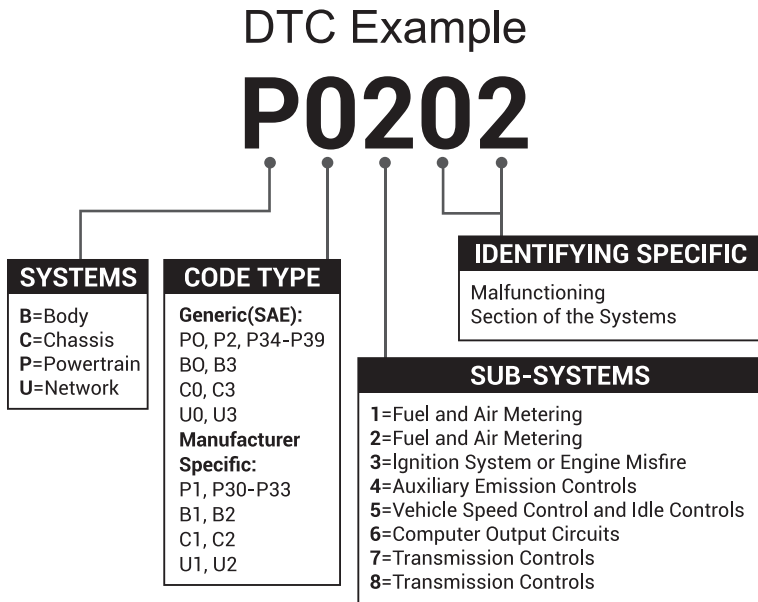 DTC Example
P0202
SYSTEMS
B=Body
C=Chassis
P=Powertrain
U=Network
CODE TYPE
Generic(SAE):
PO, P2, P34-P39
BO, B3
C0, C3
U0, U3
Manufacturer
Specific:
P1, P30-P33
B1, B2
C1, C2
U1, U2
IDENTIFYING SPECIFIC
Malfunctioning
Section of the Systems
SUB-SYSTEMS
1=Fuel and Air Metering
2=Fuel and Air Metering
3=Ignition System or Engine Misfire
4=Auxiliary Emission Controls
5=Vehicle Speed Control and Idle Controls
6=Computer Output Circuits
7=Transmission Controls
8=Transmission Controls